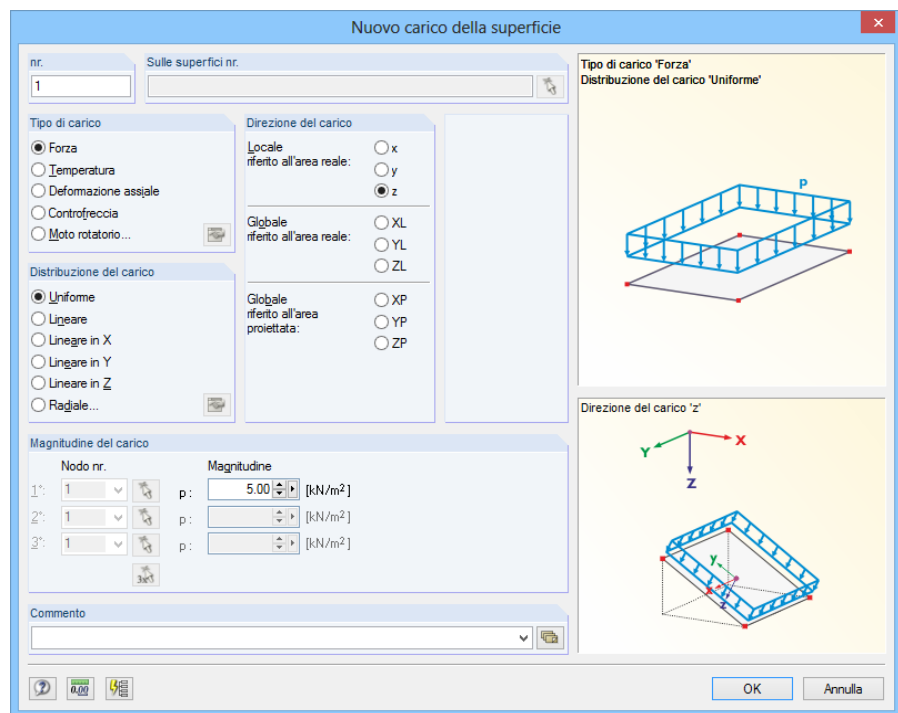 Nuovo carico della superficie
nr.
1
Sulle superfici nr.
Tipo di carico
Forza
Temperatura
Deformazione assiale
Controfreccia
Moto rotatorio...
Direzione del carico
Locale
riferito all'area reale:
x
y
z
Globale
riferito all'area reale:
XL
YL
ZL
Globale
riferito all'area
proiettata:
XP
YP
ZP
Distribuzione del carico
Uniforme
Lineare
Lineare in X
Lineare in Y
Lineare in Z
Radiale...
Magnitudine del carico
Nodo nr. Magnitudine
1°: 1 p : 5.00 [kN/m²]
2°: 1 p : [kN/m²]
3°: 1 p : [kN/m²]
3x
Commento
0.00
OK Annulla
Tipo di carico 'Forza'
Distribuzione del carico 'Uniforme'
P
Direzione del carico 'z'
X
Y
Z
y
x
z